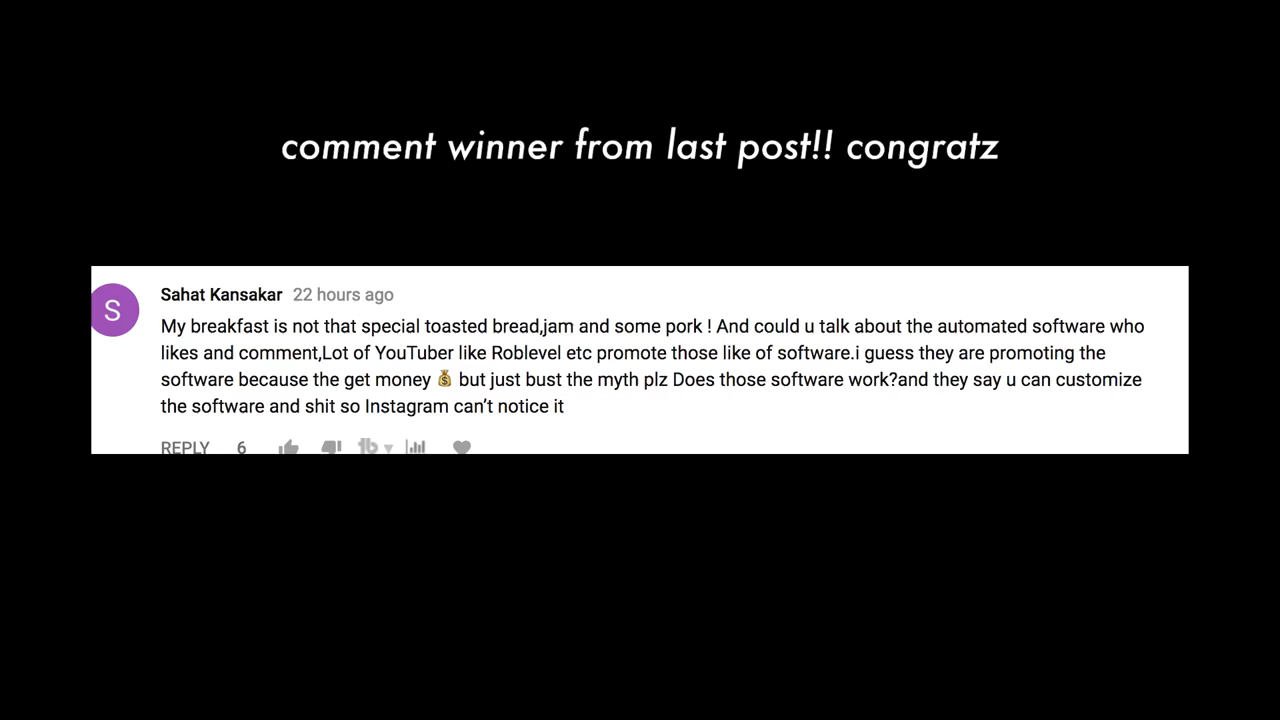 comment winner from last post!! congratz
S
Sahat Kansakar 22 hours ago
My breakfast is not that special toasted bread,jam and some pork ! And could u talk about the automated software who
likes and comment,Lot of YouTuber like Roblevel etc promote those like of software.i guess they are promoting the
software because the get money 💰 but just bust the myth plz Does those software work?and they say u can customize
the software and shit so Instagram can’t notice it
REPLY 6